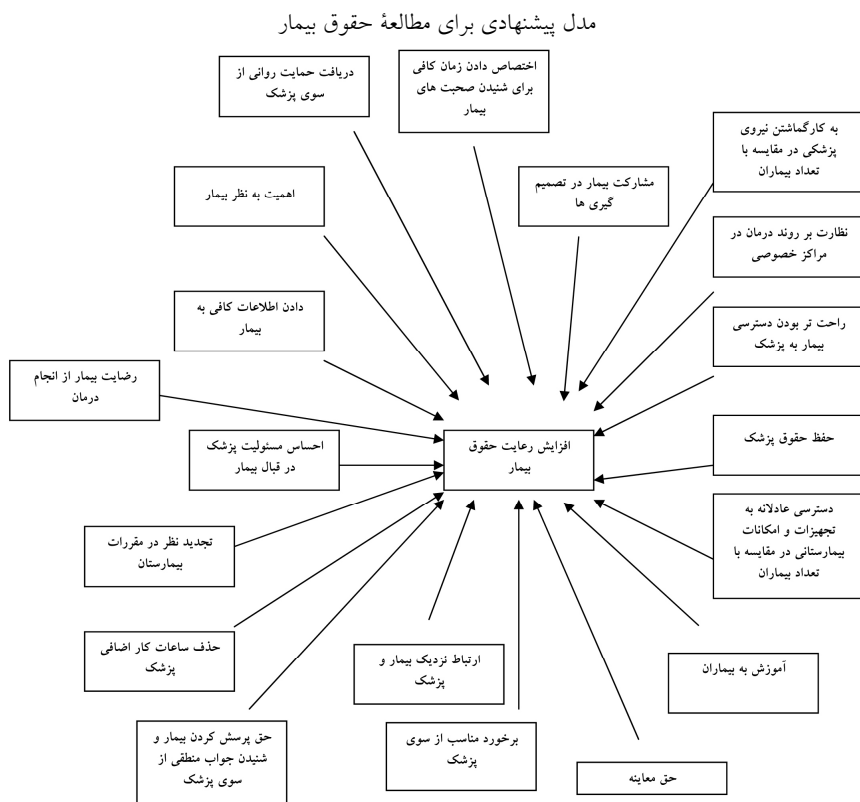 مدل پیشنهادی برای مطالعۀ حقوق بیمار
اختصاص دادن زمان کافی
برای شنیدن صحبت های
بیمار
دریافت حمایت روانی از
سوی پزشک
به کارگماشتن نیروی
پزشکی در مقایسه با
تعداد بیماران
مشارکت بیمار در تصمیم
گیری ها
اهمیت به نظر بیمار
نظارت بر روند درمان در
مراکز خصوصی
دادن اطلاعات کافی به
بیمار
راحت تر بودن دسترسی
بیمار به پزشک
رضایت بیمار از انجام
درمان
افزایش رعایت حقوق
بیمار
احساس مسئولیت پزشک
در قبال بیمار
حفظ حقوق پزشک
دسترسی عادلانه به
تجهیزات و امکانات
بیمارستانی در مقایسه با
تعداد بیماران
تجدید نظر در مقررات
بیمارستان
آموزش به بیماران
ارتباط نزدیک بیمار و
پزشک
حذف ساعات کار اضافی
پزشک
برخورد مناسب از سوی
پزشک
حق پرسش کردن بیمار و
شنیدن جواب منطقی از
سوی پزشک
حق معاینه